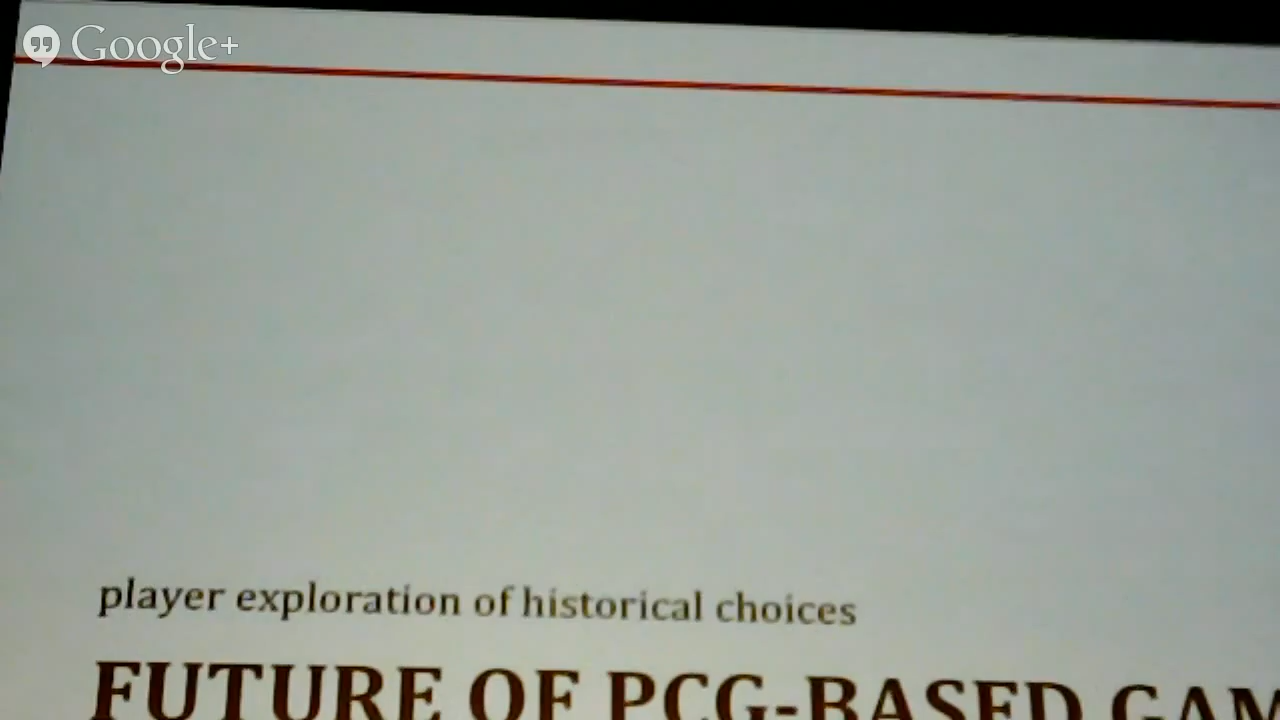 Google+
player exploration of historical choices
FUTURE OF PCG-BASED